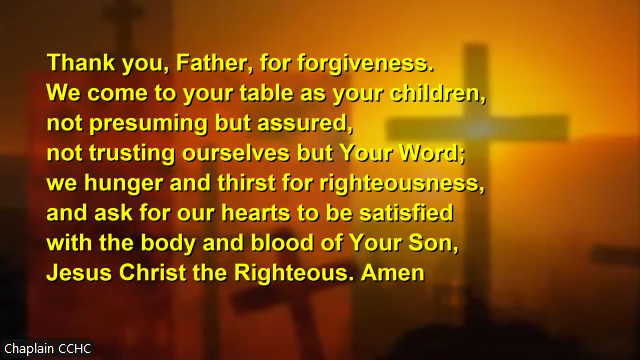 Thank you, Father, for forgiveness.
We come to your table as your children,
not presuming but assured,
not trusting ourselves but Your Word;
we hunger and thirst for righteousness,
and ask for our hearts to be satisfied
with the body and blood of Your Son,
Jesus Christ the Righteous. Amen
Chaplain CCHC